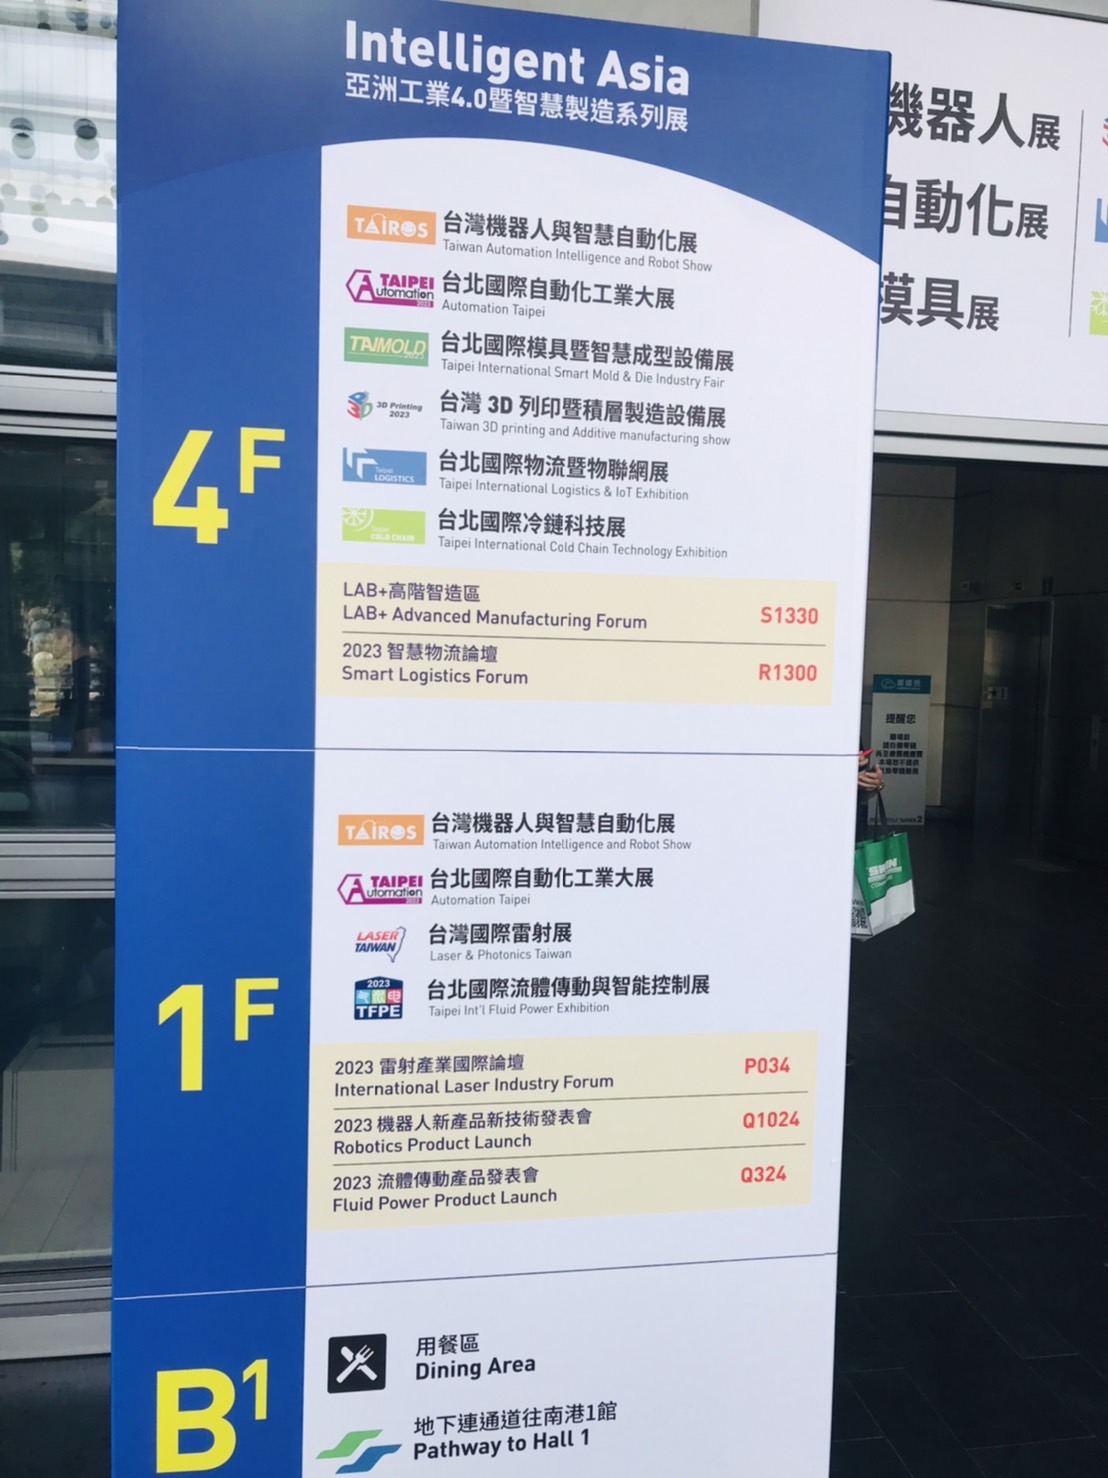 Intelligent Asia
亞洲工業4.0暨智慧製造系列展
4F
TAIROS
台灣機器人與智慧自動化展
Taiwan Automation Intelligence and Robot Show
TAIPEI
Automation
2023
台北國際自動化工業大展
Automation Taipei
TAIMOLD
2023
台北國際模具暨智慧成型設備展
Taipei International Smart Mold & Die Industry Fair
3D Printing
2023
台灣 3D 列印暨積層製造設備展
Taiwan 3D printing and Additive manufacturing show
Taipei
LOGISTICS
台北國際物流暨物聯網展
Taipei International Logistics & IoT Exhibition
Taipei
COLD CHAIN
台北國際冷鏈科技展
Taipei International Cold Chain Technology Exhibition
LAB+高階智造區
LAB+ Advanced Manufacturing Forum S1330
2023 智慧物流論壇
Smart Logistics Forum R1300
1F
TAIROS
台灣機器人與智慧自動化展
Taiwan Automation Intelligence and Robot Show
TAIPEI
Automation
2023
台北國際自動化工業大展
Automation Taipei
LASER
TAIWAN
台灣國際雷射展
Laser & Photonics Taiwan
2023
TFPE
台北國際流體傳動與智能控制展
Taipei Int'l Fluid Power Exhibition
2023 雷射產業國際論壇
International Laser Industry Forum P034
2023 機器人新產品新技術發表會
Robotics Product Launch Q1024
2023 流體傳動產品發表會
Fluid Power Product Launch Q324
B1
用餐區
Dining Area
地下連通道往南港1館
Pathway to Hall 1
機器人展
自動化展
模具展
提醒您